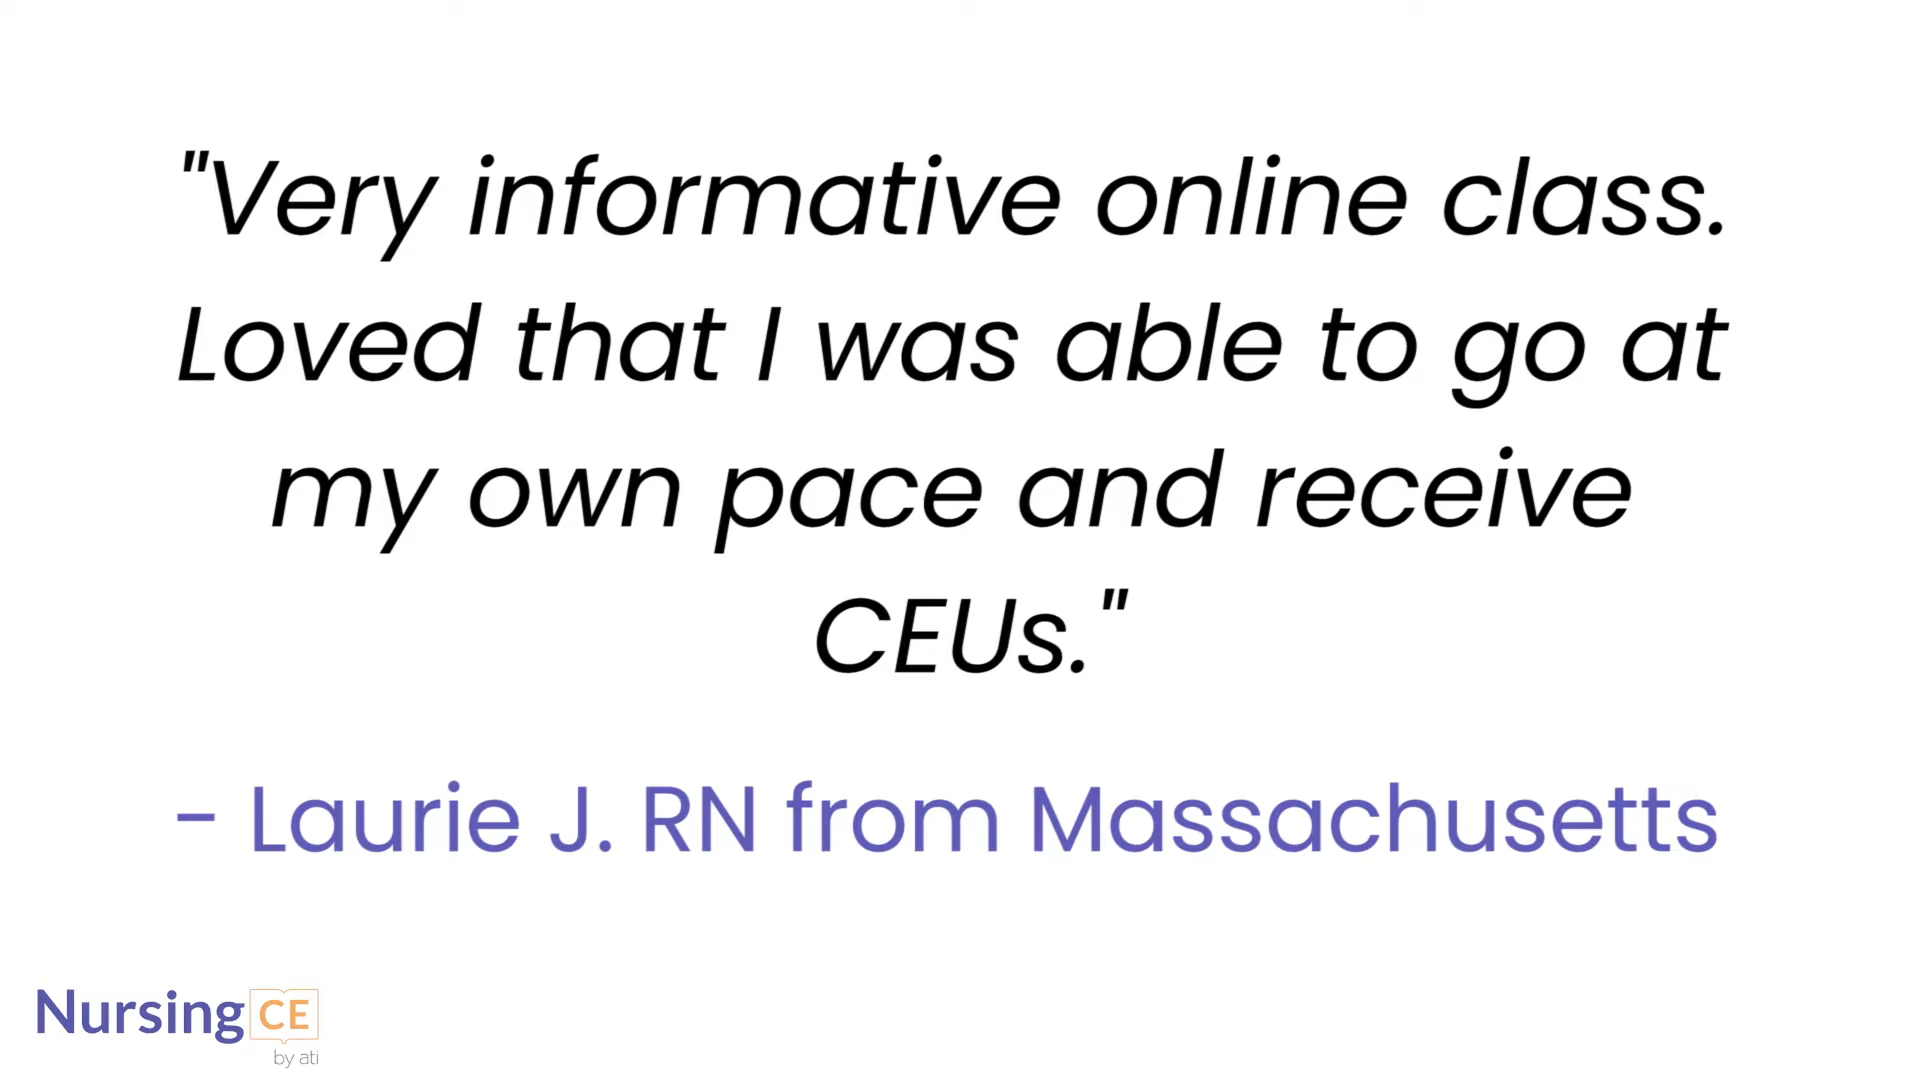 "Very informative online class.
Loved that I was able to go at
my own pace and receive
CEUs."
- Laurie J. RN from Massachusetts
Nursing CE
by ati